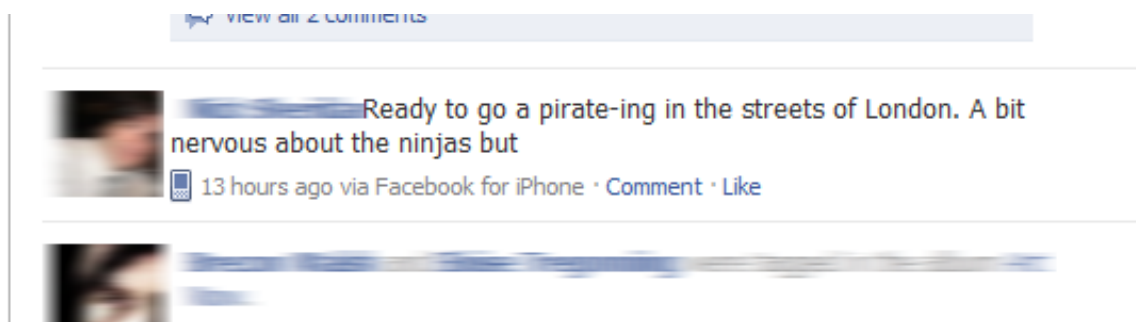 View all 2 comments
Ready to go a pirate-ing in the streets of London. A bit
nervous about the ninjas but
13 hours ago via Facebook for iPhone · Comment · Like